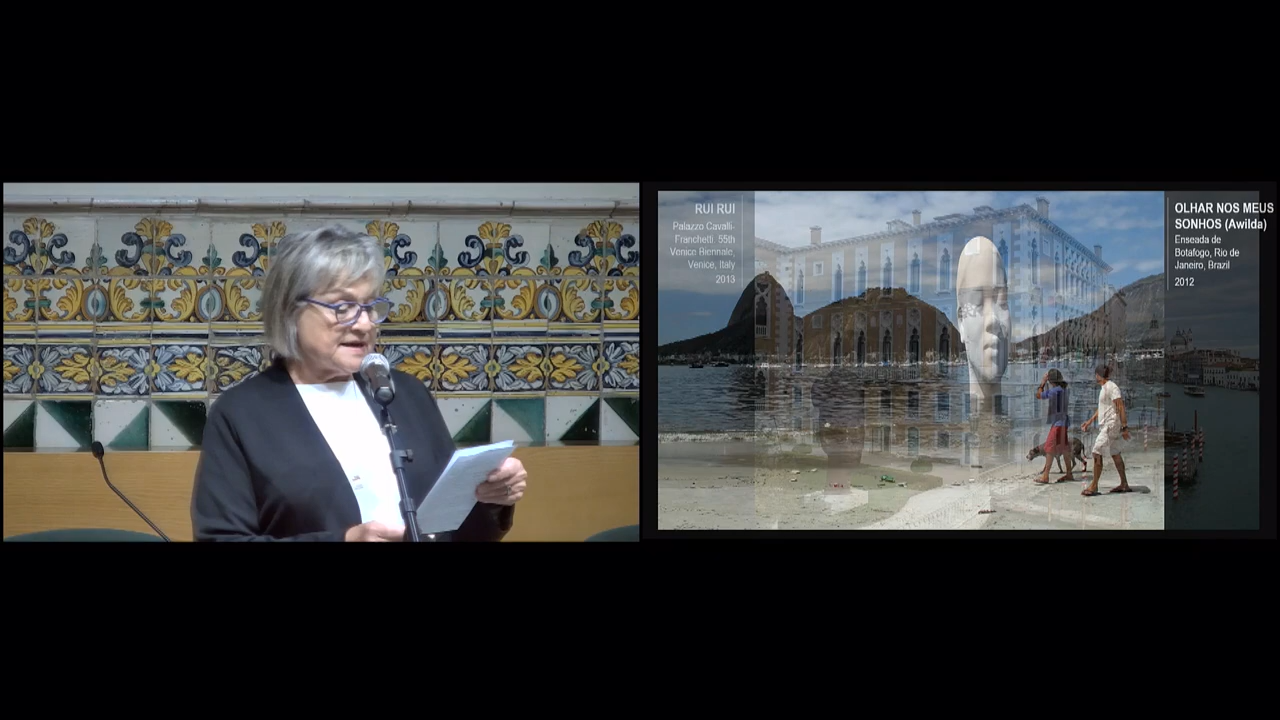 RUI RUI
Palazzo Cavalli-
Franchetti 55th
Venice Biennale,
Venice, Italy
2013
OLHAR NOS MEUS
SONHOS (Awilda)
Enseada de
Botafogo, Rio de
Janeiro, Brazil
2012